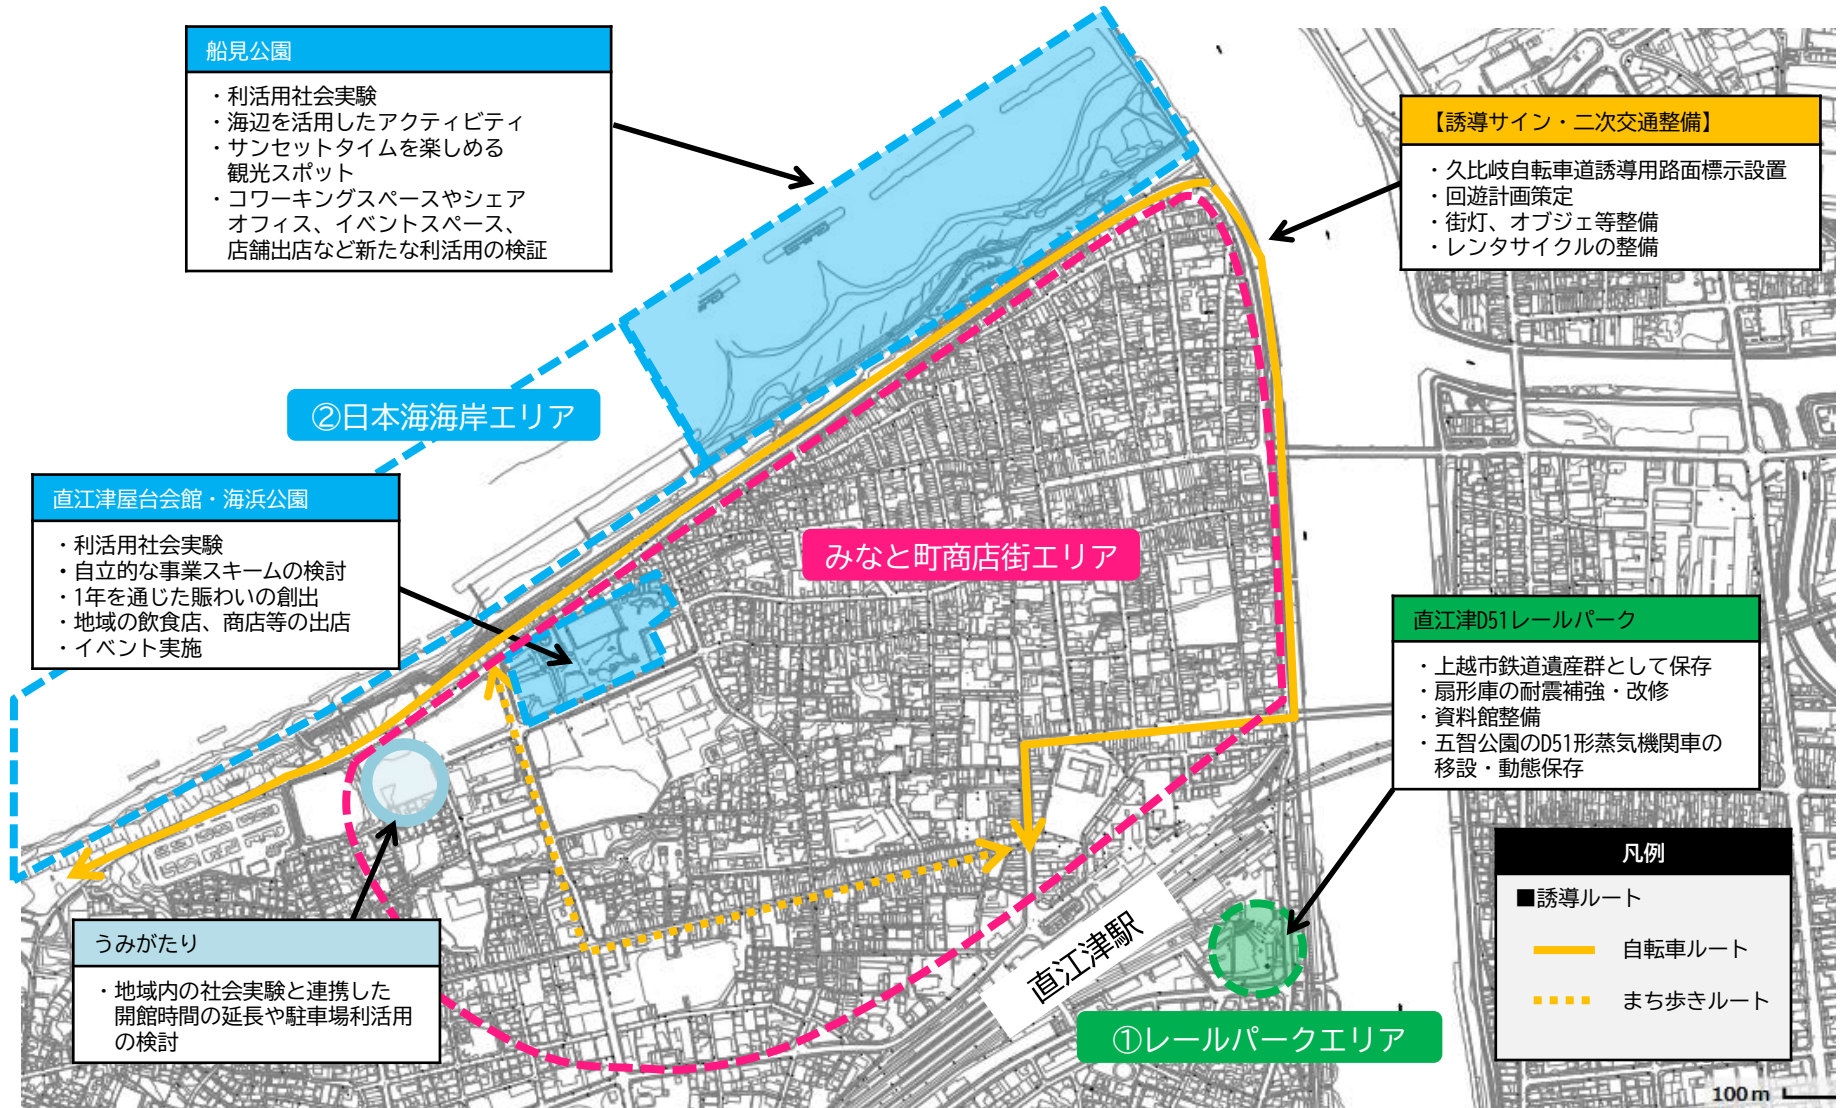 船見公園
・利活用社会実験
・海辺を活用したアクティビティ
・サンセットタイムを楽しめる
観光スポット
・コワーキングスペースやシェア
オフィス、イベントスペース、
店舗出店など新たな利活用の検証
【誘導サイン・二次交通整備】
・久比岐自転車道誘導用路面標示設置
・回遊計画策定
・街灯、オブジェ等整備
・レンタサイクルの整備
②日本海海岸エリア
直江津屋台会館・海浜公園
・利活用社会実験
・自立的な事業スキームの検討
・1年を通じた賑わいの創出
・地域の飲食店、商店等の出店
・イベント実施
みなと町商店街エリア
直江津D51レールパーク
・上越市鉄道遺産群として保存
・扇形庫の耐震補強・改修
・資料館整備
・五智公園のD51形蒸気機関車の
移設・動態保存
うみがたり
・地域内の社会実験と連携した
開館時間の延長や駐車場利活用
の検討
直江津駅
①レールパークエリア
凡例
■誘導ルート
自転車ルート
まち歩きルート
100m